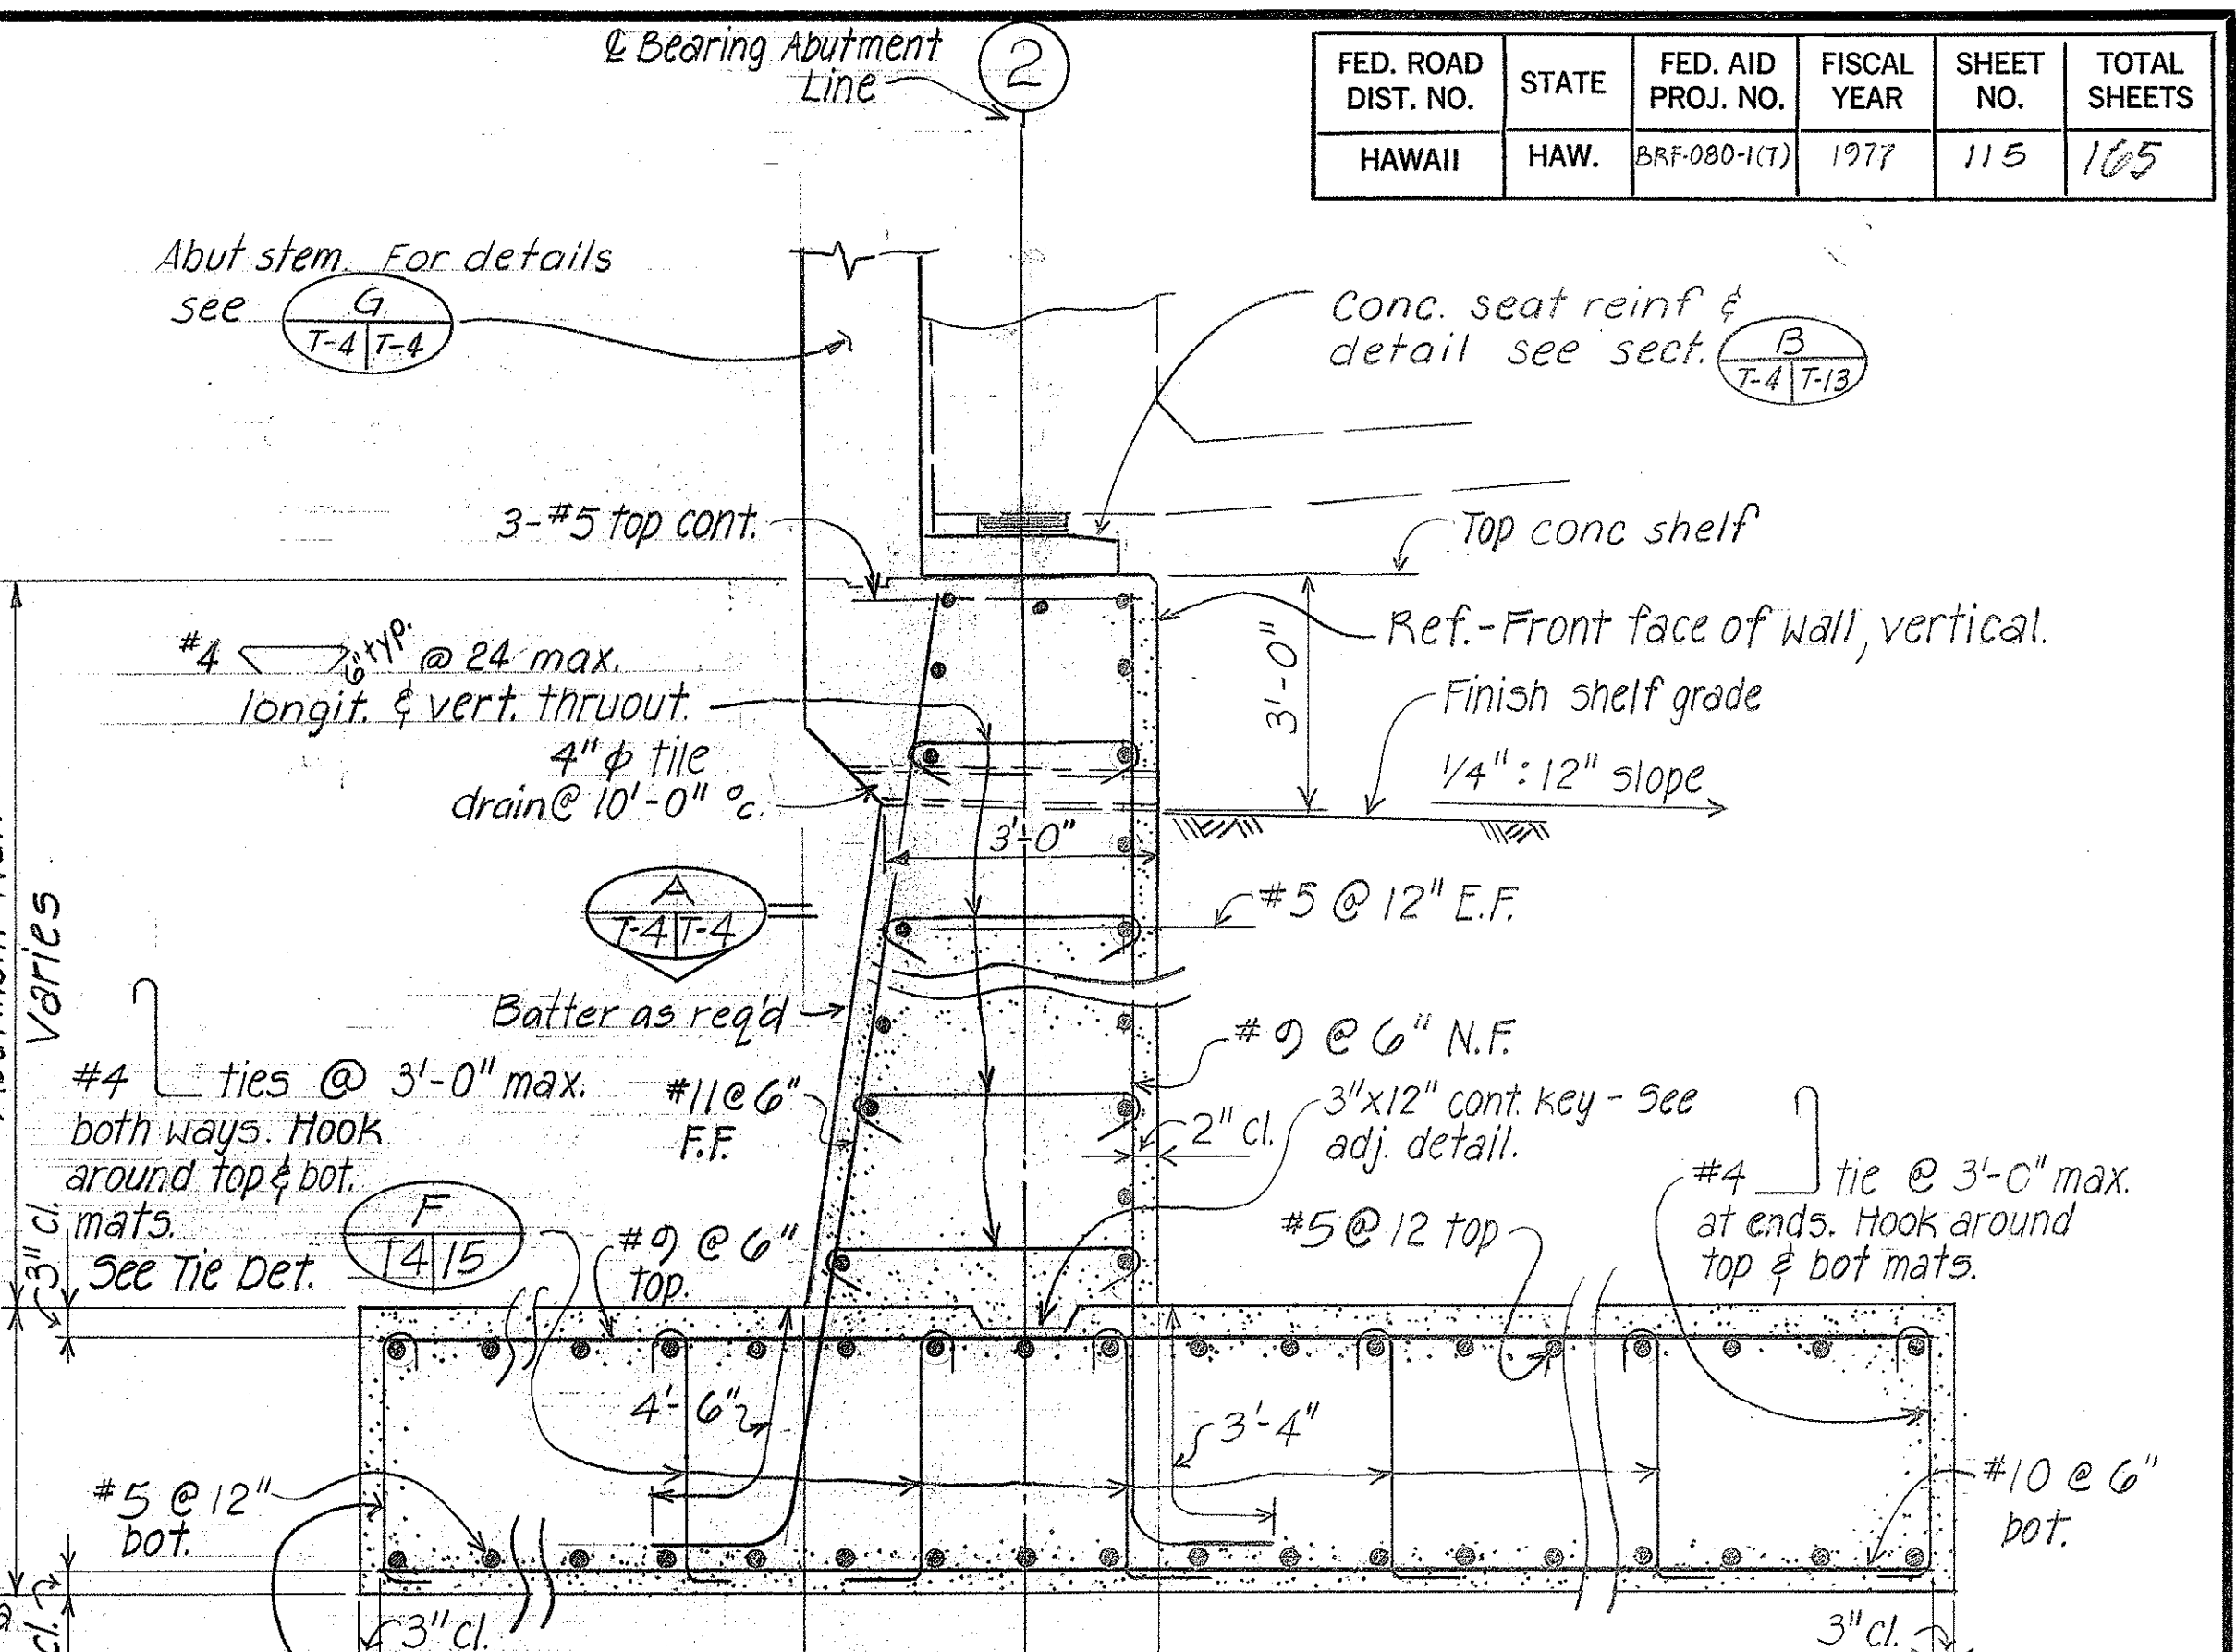 ℄ Bearing Abutment
Line
2
FED. ROAD DIST. NO. STATE FED. AID PROJ. NO. FISCAL YEAR SHEET NO. TOTAL SHEETS
HAWAII HAW. BRF-080-1(7) 1977 115 165
Abut stem. For details
see G T-4 T-4
Conc. seat reinf &
detail see sect. B T-4 T-13
3-#5 top cont.
Top conc shelf
Ref.-Front face of wall, vertical.
3'-0"
#4 6" typ. @ 24 max.
longit. & vert. thruout.
Finish shelf grade
1/4" : 12" slope
4" φ tile
drain @ 10'-0" °c.
3'-0"
A
T-4 T-4
#5 @ 12" E.F.
Varies
Batter as req'd
#9 @ 6" N.F.
#4 ties @ 3'-0" max.
both ways. Hook
around top & bot.
mats.
See Tie Det.
#11 @ 6"
F.F.
2" cl.
3"x12" cont. key - See
adj. detail.
#4 tie @ 3'-0" max.
at ends. Hook around
top & bot mats.
3" cl.
F
T4 15
#9 @ 6"
top.
#5 @ 12 top
4'-6"
3'-4"
#5 @ 12"
bot.
#10 @ 6"
bot.
cl.
3" cl.
3" cl.